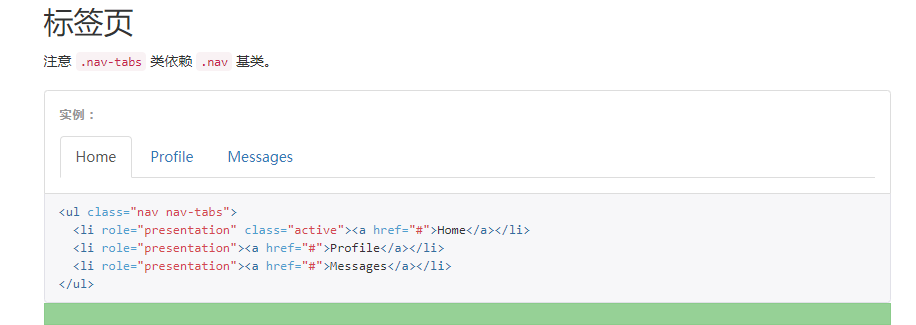 标签页
注意 .nav-tabs 类依赖 .nav 基类。
实例：
Home Profile Messages
<ul class="nav nav-tabs">
  <li role="presentation" class="active"><a href="#">Home</a></li>
  <li role="presentation"><a href="#">Profile</a></li>
  <li role="presentation"><a href="#">Messages</a></li>
</ul>